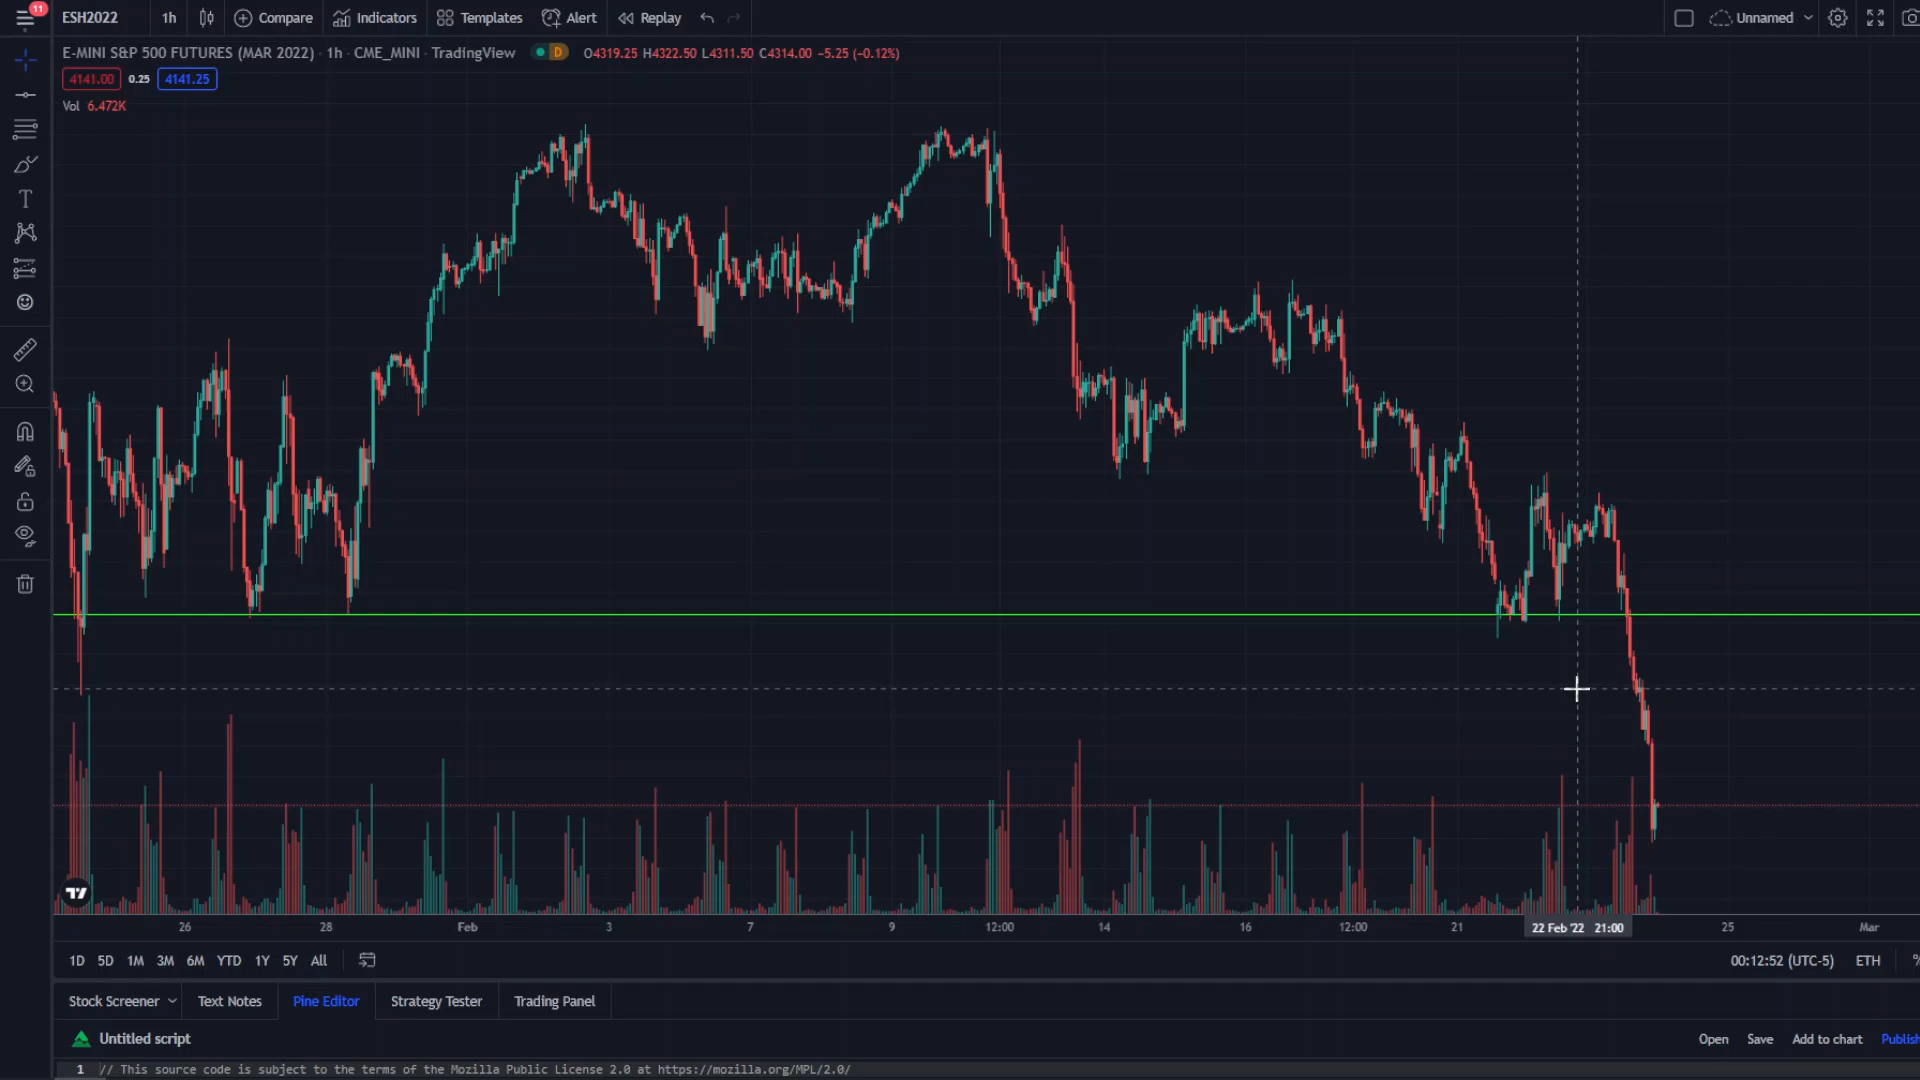 11
ESH2022 1h Compare Indicators Templates Alert Replay Unnamed
E-MINI S&P 500 FUTURES (MAR 2022) · 1h · CME_MINI · TradingView D O4319.25 H4322.50 L4311.50 C4314.00 −5.25 (−0.12%)
4141.00 0.25 4141.25
Vol 6.472K
26 28 Feb 3 7 9 12:00 14 16 12:00 21 22 Feb '22 21:00 25 Mar
1D 5D 1M 3M 6M YTD 1Y 5Y All 00:12:52 (UTC-5) ETH %
Stock Screener Text Notes Pine Editor Strategy Tester Trading Panel
Untitled script Open Save Add to chart Publish
1 // This source code is subject to the terms of the Mozilla Public License 2.0 at https://mozilla.org/MPL/2.0/